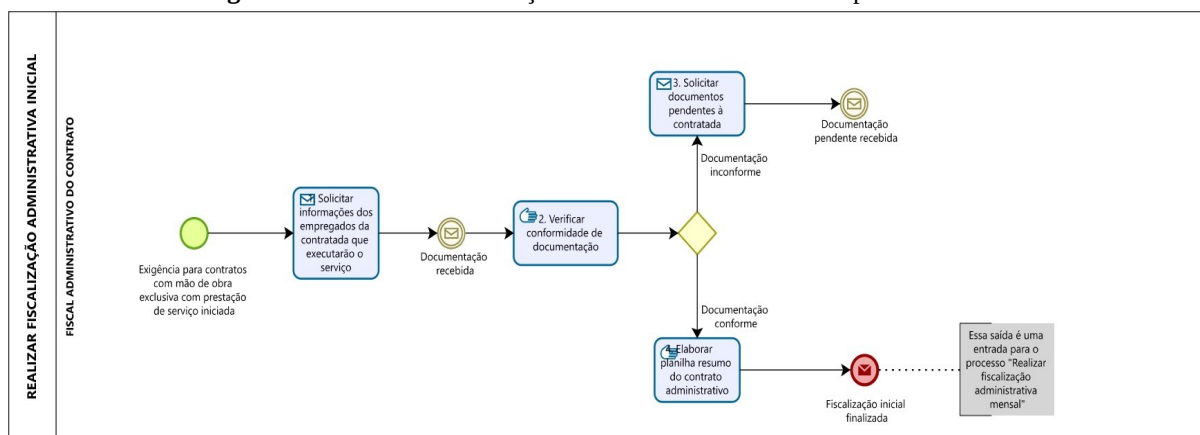 REALIZAR FISCALIZAÇÃO ADMINISTRATIVA INICIAL
FISCAL ADMINISTRATIVO DO CONTRATO
Exigência para contratos
com mão de obra
exclusiva com prestação
de serviço iniciada
Solicitar
informações dos
empregados da
contratada que
executarão o
serviço
Documentação
recebida
2. Verificar
conformidade de
documentação
Documentação
inconforme
3. Solicitar
documentos
pendentes à
contratada
Documentação
pendente recebida
Documentação
conforme
4. Elaborar
planilha resumo
do contrato
administrativo
Fiscalização inicial
finalizada
Essa saída é uma
entrada para o
processo "Realizar
fiscalização
administrativa
mensal"